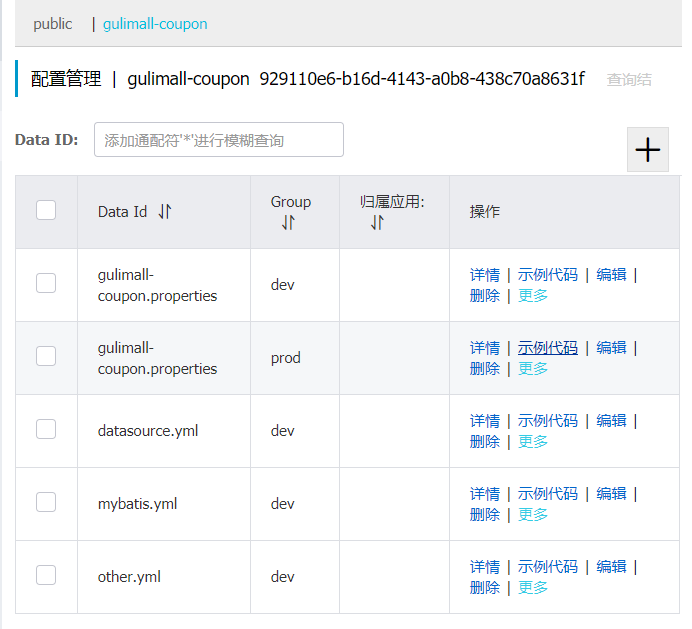 public | gulimall-coupon
配置管理 | gulimall-coupon 929110e6-b16d-4143-a0b8-438c70a8631f 查询结
Data ID: 添加通配符'*'进行模糊查询
Data Id Group 归属应用: 操作
gulimall-
coupon.properties dev 详情 | 示例代码 | 编辑 |
删除 | 更多
gulimall-
coupon.properties prod 详情 | 示例代码 | 编辑 |
删除 | 更多
datasource.yml dev 详情 | 示例代码 | 编辑 |
删除 | 更多
mybatis.yml dev 详情 | 示例代码 | 编辑 |
删除 | 更多
other.yml dev 详情 | 示例代码 | 编辑 |
删除 | 更多